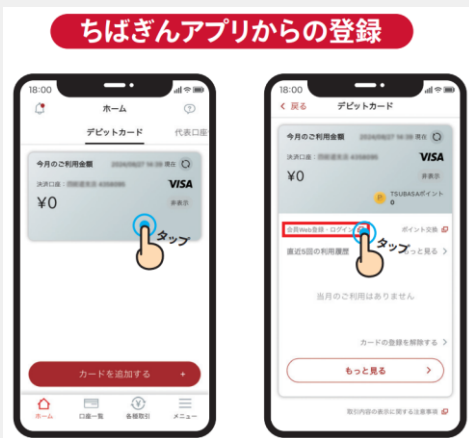 ちばぎんアプリからの登録
18:00
ホーム
デビットカード
代表口座
今月のご利用金額
現在
決済口座:
VISA
¥0
非表示
タップ
カードを追加する +
ホーム
口座一覧
各種取引
メニュー
18:00
戻る
デビットカード
今月のご利用金額
現在
決済口座:
VISA
¥0
非表示
P TSUBASAポイント
0
会員Web登録・ログイン
ポイント交換
タップ
直近5回の利用履歴
もっと見る
当月のご利用はありません
カードの登録を解除する
もっと見る
取引内容の表示に関する注意事項